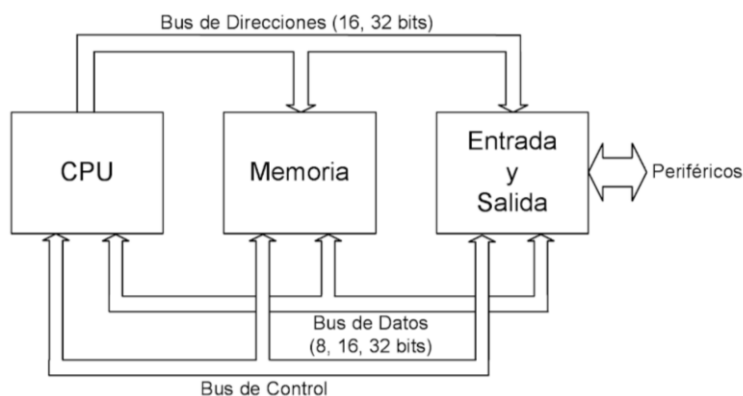 Bus de Direcciones (16, 32 bits)
CPU
Memoria
Entrada
y
Salida
Periféricos
Bus de Datos
(8, 16, 32 bits)
Bus de Control